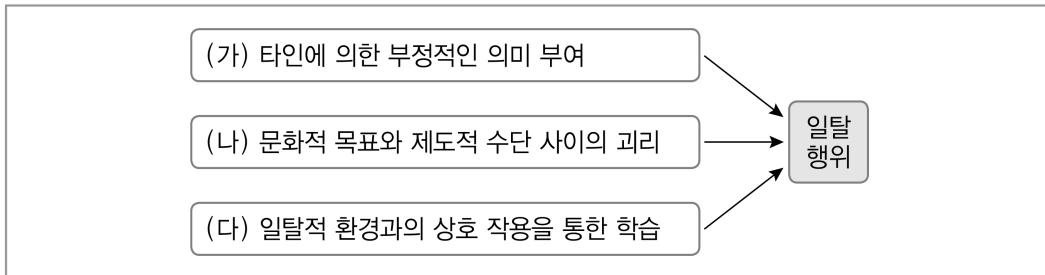 (가) 타인에 의한 부정적인 의미 부여
(나) 문화적 목표와 제도적 수단 사이의 괴리
일탈
행위
(다) 일탈적 환경과의 상호 작용을 통한 학습